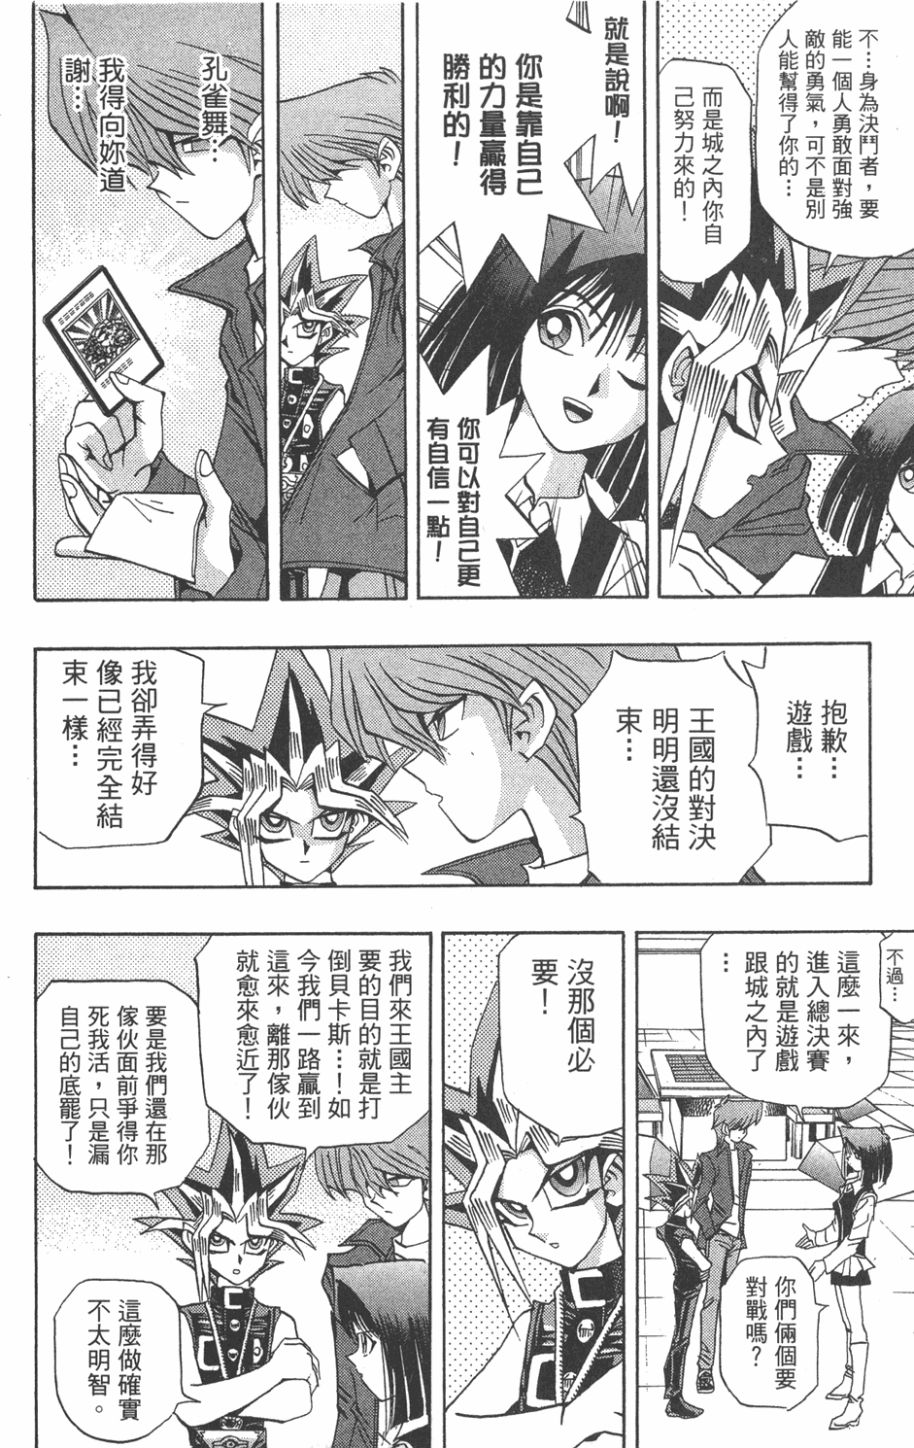 不…身為決鬥者，要
能一個人勇敢面對強
敵的勇氣，可不是別
人能幫得了你的…
而是城之內你自
己努力來的！
就是說啊！
你是靠自己
的力量贏得
勝利的！
你可以對自己更
有自信一點！
孔雀舞…
我得向妳道
謝…
抱歉…
遊戲…
王國的對決
明明還沒結
束…
我卻弄得好
像已經完全結
束一樣…
不過…
這麼一來，
進入總決賽
的就是遊戲
跟城之內了
…
你們倆個要
對戰嗎？
沒那個必
要！
我們來王國主
要的目的就是打
倒貝卡斯…！如
今我們一路贏到
這來，離那傢伙
就愈來愈近了！
要是我們還在那
傢伙面前爭得你
死我活，只是漏
自己的底罷了！
這麼做確實
不太明智。